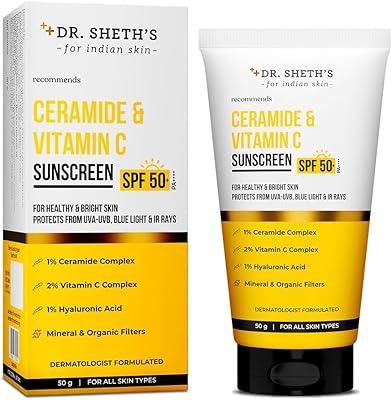 DR. SHETH'S
-for indian skin-
recommends
CERAMIDE &
VITAMIN C
SUNSCREEN
SPF 50+
PA++++
FOR HEALTHY & BRIGHT SKIN
PROTECTS FROM UVA-UVB, BLUE LIGHT & IR RAYS
1% Ceramide Complex
2% Vitamin C Complex
1% Hyaluronic Acid
Mineral & Organic Filters
DERMATOLOGIST FORMULATED
50 g | FOR ALL SKIN TYPES
DR. SHETH'S
-for indian skin-
recommends
CERAMIDE &
VITAMIN C
SUNSCREEN
SPF 50+
PA++++
FOR HEALTHY & BRIGHT SKIN
PROTECTS FROM UVA-UVB, BLUE LIGHT & IR RAYS
1% Ceramide Complex
2% Vitamin C Complex
1% Hyaluronic Acid
Mineral & Organic Filters
DERMATOLOGIST FORMULATED
50 g | FOR ALL SKIN TYPES